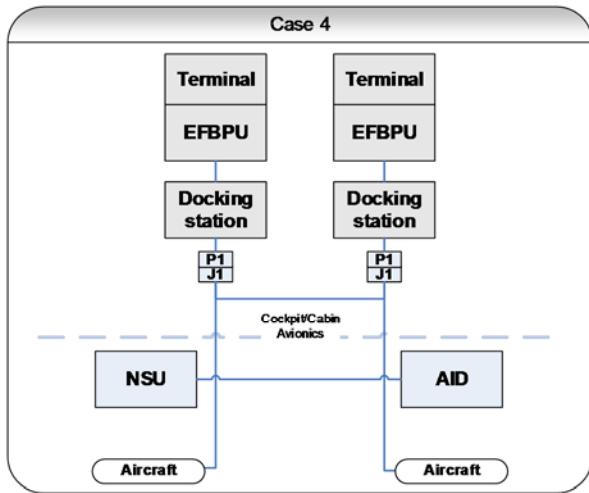 Case 4
Terminal
Terminal
EFBPU
EFBPU
Docking
station
Docking
station
P1
J1
P1
J1
Cockpit/Cabin
Avionics
NSU
AID
Aircraft
Aircraft